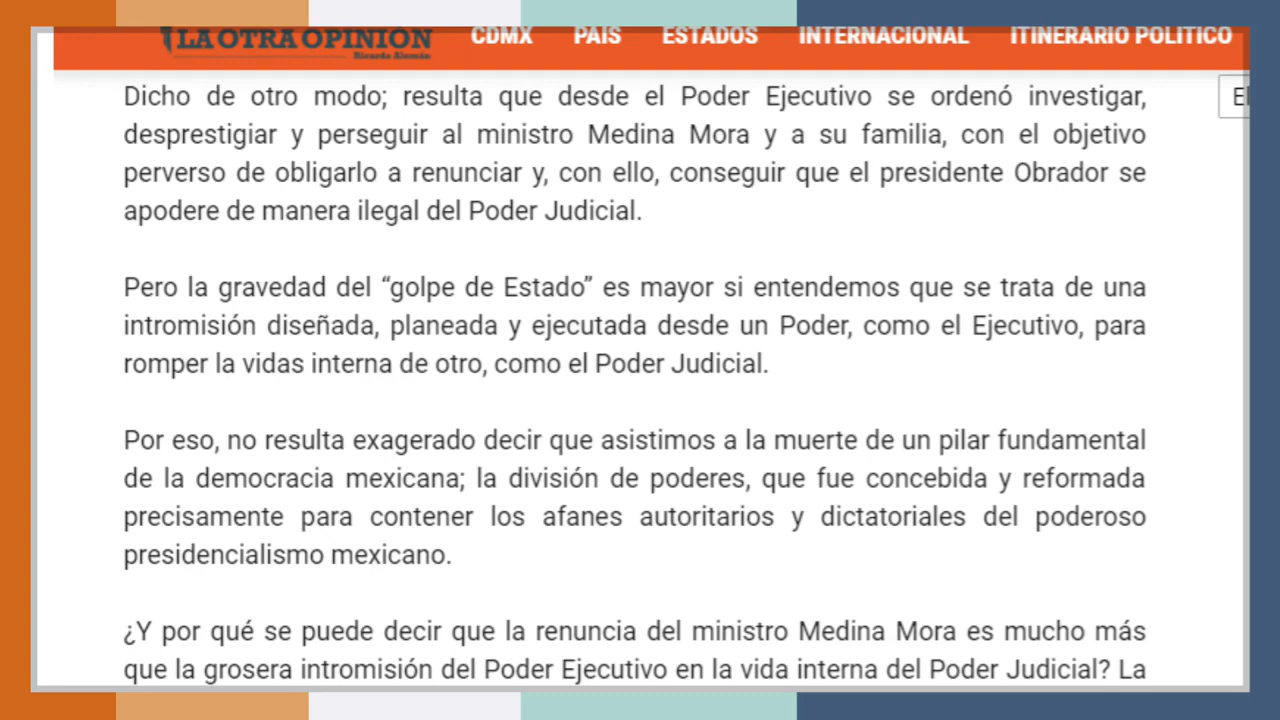 LA OTRA OPINIÓN
Ricardo Alemán
CDMX PAÍS ESTADOS INTERNACIONAL ITINERARIO POLÍTICO
Dicho de otro modo; resulta que desde el Poder Ejecutivo se ordenó investigar,
desprestigiar y perseguir al ministro Medina Mora y a su familia, con el objetivo
perverso de obligarlo a renunciar y, con ello, conseguir que el presidente Obrador se
apodere de manera ilegal del Poder Judicial.
Pero la gravedad del “golpe de Estado” es mayor si entendemos que se trata de una
intromisión diseñada, planeada y ejecutada desde un Poder, como el Ejecutivo, para
romper la vidas interna de otro, como el Poder Judicial.
Por eso, no resulta exagerado decir que asistimos a la muerte de un pilar fundamental
de la democracia mexicana; la división de poderes, que fue concebida y reformada
precisamente para contener los afanes autoritarios y dictatoriales del poderoso
presidencialismo mexicano.
¿Y por qué se puede decir que la renuncia del ministro Medina Mora es mucho más
que la grosera intromisión del Poder Ejecutivo en la vida interna del Poder Judicial? La